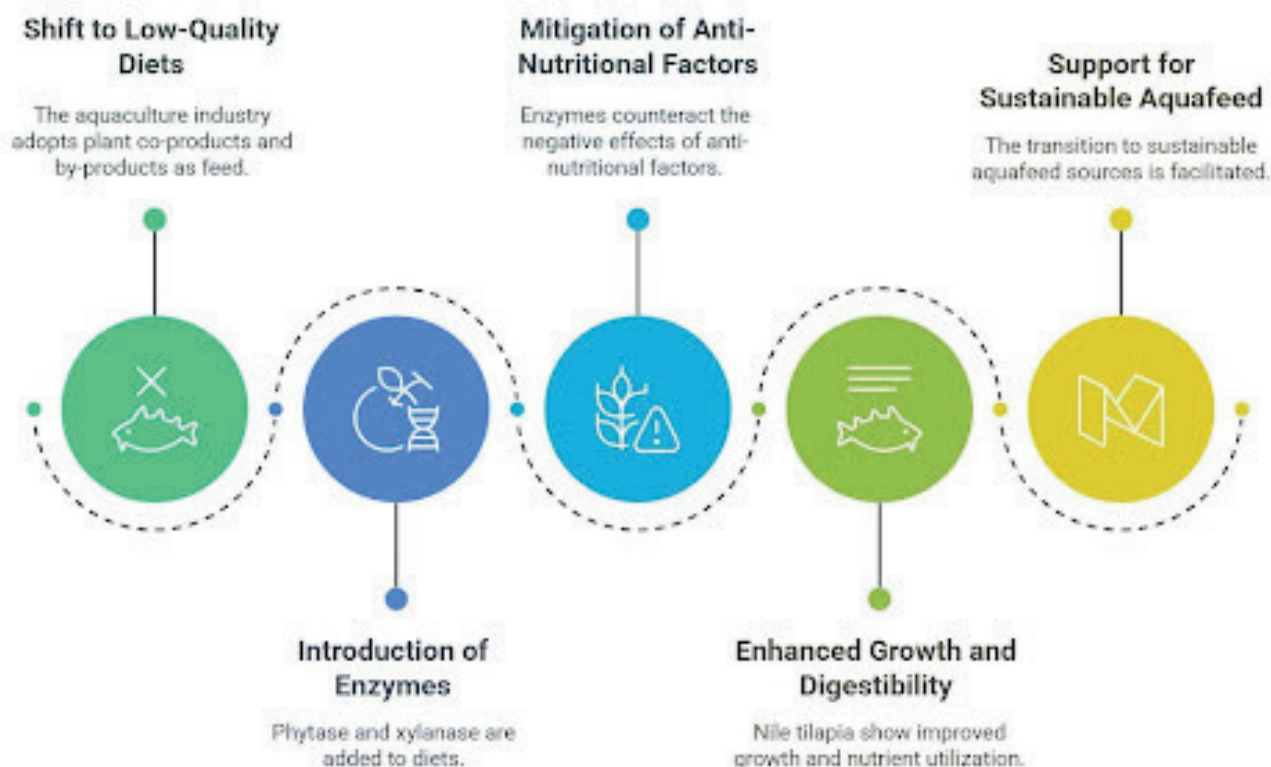 Shift to Low-Quality
Diets
The aquaculture industry
adopts plant co-products and
by-products as feed.
Introduction of
Enzymes
Phytase and xylanase are
added to diets.
Mitigation of Anti-
Nutritional Factors
Enzymes counteract the
negative effects of anti-
nutritional factors.
Enhanced Growth and
Digestibility
Nile tilapia show improved
growth and nutrient utilization.
Support for
Sustainable Aquafeed
The transition to sustainable
aquafeed sources is facilitated.